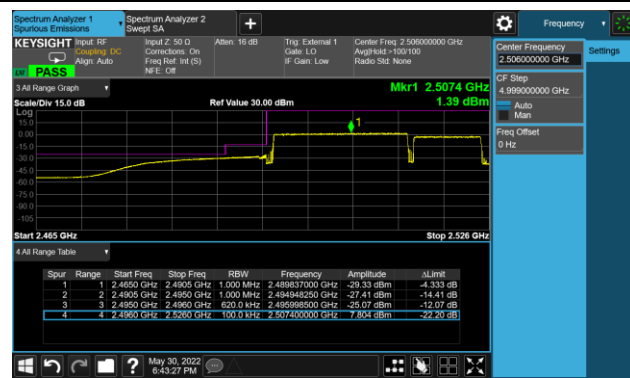 Spectrum Analyzer 1
Spurious Emissions
Spectrum Analyzer 2
Swept SA
Frequency
KEYSIGHT
Input: RF
Coupling: DC
Align: Auto
Input Z: 50 Ω
Corrections: On
Freq Ref: Int (S)
NFE: Off
Atten: 16 dB
Trig: External 1
Gate: LO
IF Gain: Low
Center Freq: 2.506000000 GHz
Avg|Hold:>100/100
Radio Std: None
PASS
Center Frequency
2.506000000 GHz
Settings
CF Step
4.999000000 GHz
Auto
Man
Freq Offset
0 Hz
3 All Range Graph
Mkr1 2.5074 GHz
Scale/Div 15.0 dB
Ref Value 30.00 dBm
1.39 dBm
Log
15.0
0.00
-15.0
-30.0
-45.0
-60.0
-75.0
-90.0
-105
1
Start 2.465 GHz
Stop 2.526 GHz
4 All Range Table
Spur Range Start Freq Stop Freq RBW Frequency Amplitude ΔLimit
1 1 2.4650 GHz 2.4905 GHz 1.000 MHz 2.489837000 GHz -29.33 dBm -4.333 dB
2 2 2.4905 GHz 2.4950 GHz 1.000 MHz 2.494948250 GHz -27.41 dBm -14.41 dB
3 3 2.4950 GHz 2.4960 GHz 620.0 kHz 2.495998500 GHz -25.07 dBm -12.07 dB
4 4 2.4960 GHz 2.5260 GHz 100.0 kHz 2.507400000 GHz 7.804 dBm -22.20 dB
May 30, 2022
6:43:27 PM